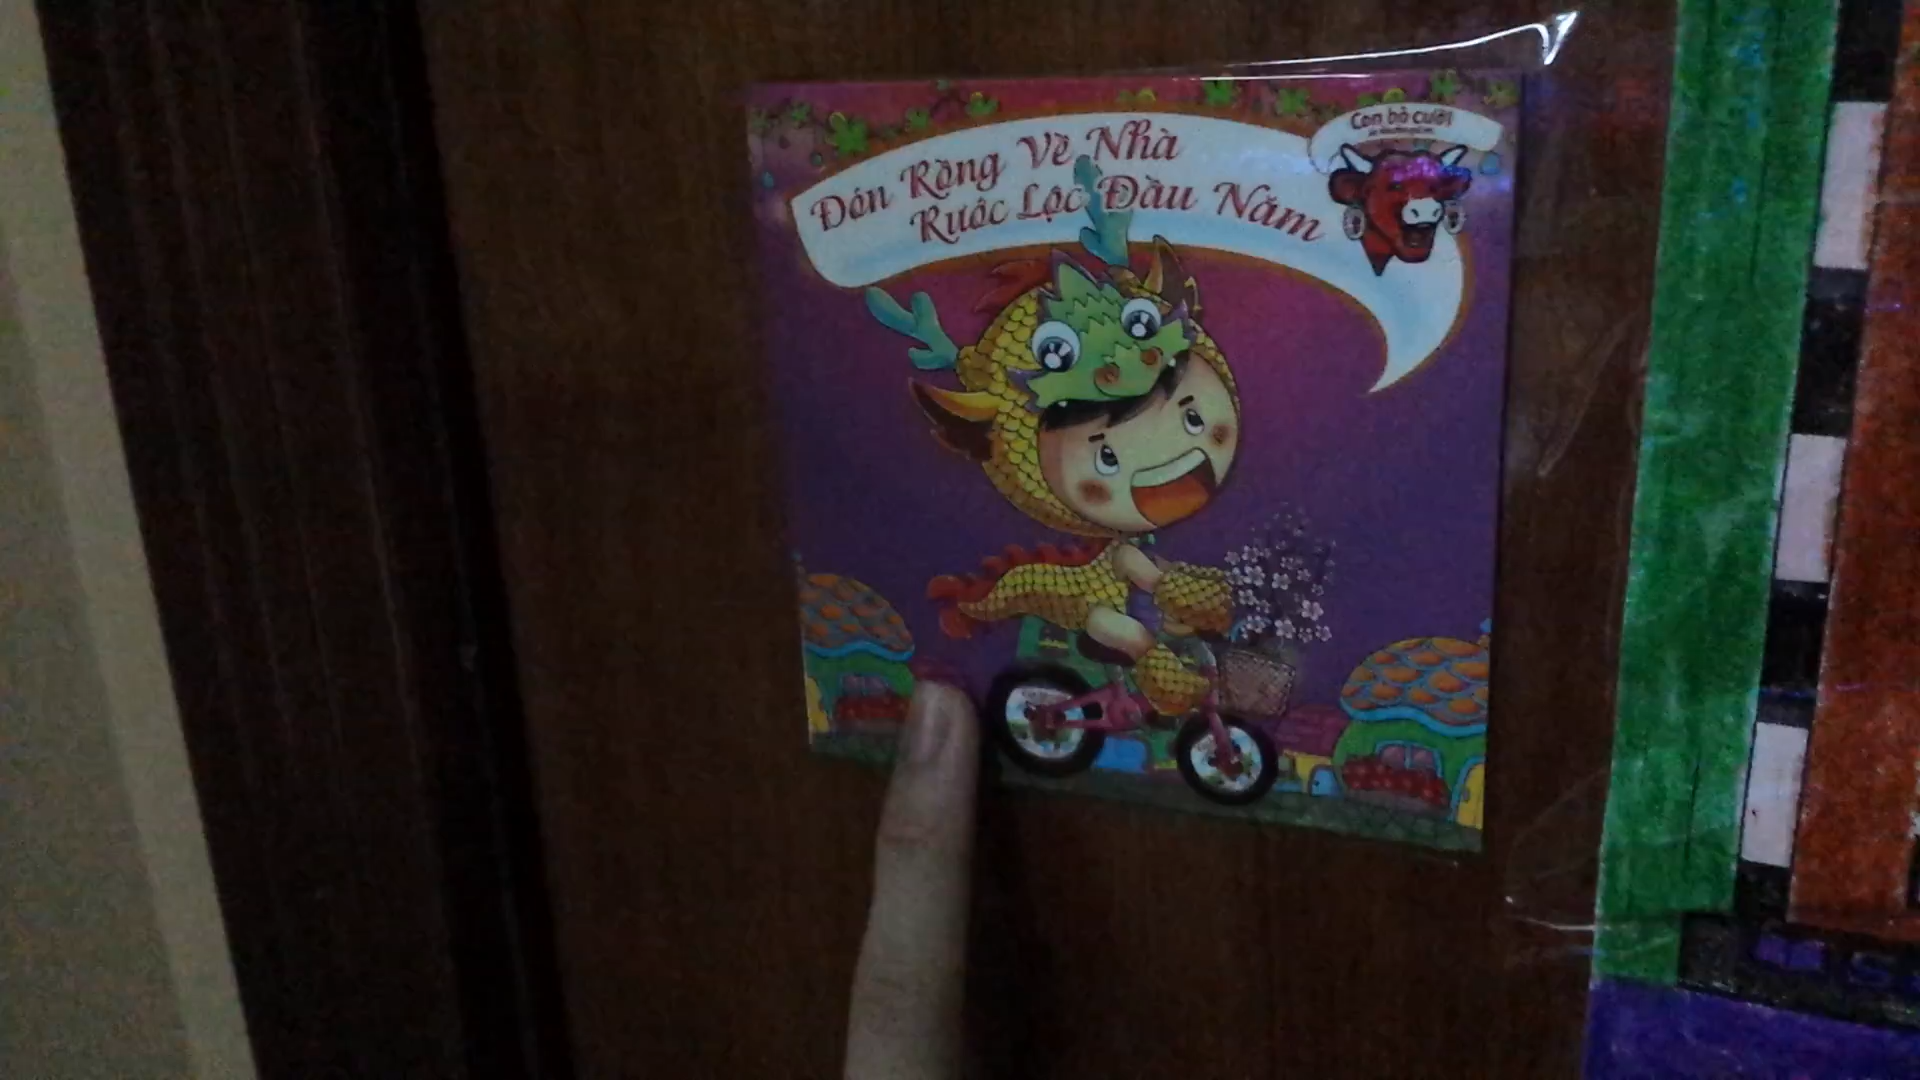 Đón Rồng Về Nhà
Rước Lộc Đầu Năm
Con bò cười